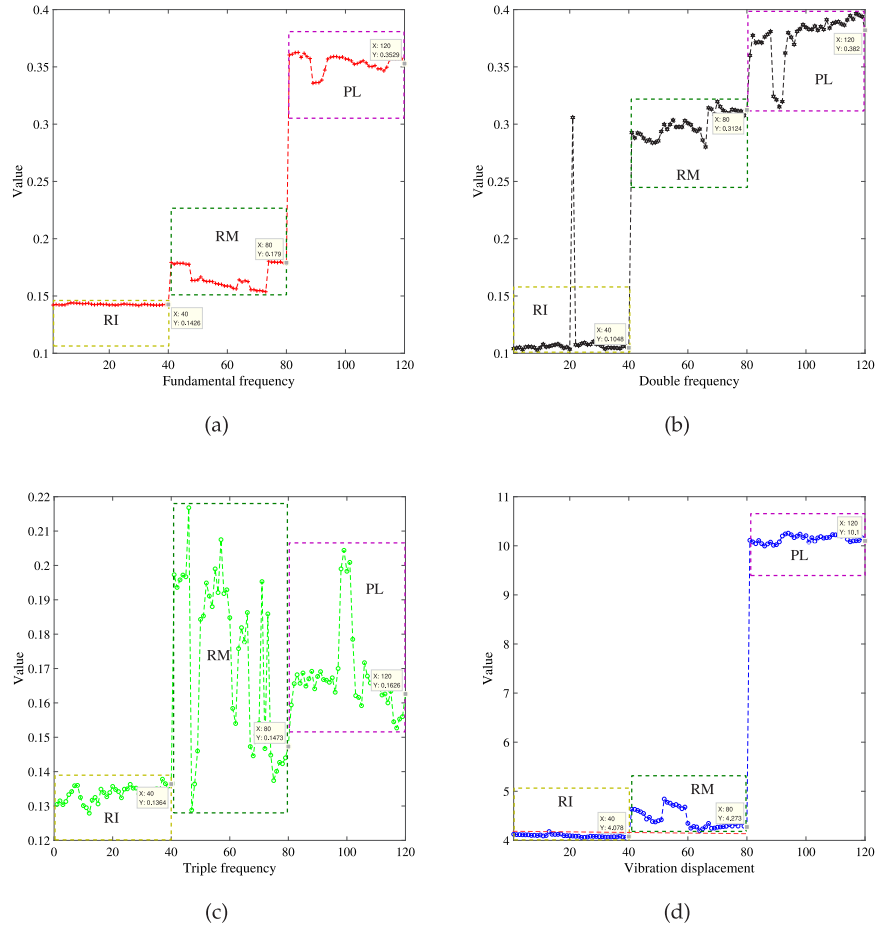 0.4
0.35
0.3
0.25
0.2
0.15
0.1
Value
0 20 40 60 80 100 120
Fundamental frequency
RI
RM
PL
X: 40
Y: 0.1426
X: 80
Y: 0.179
X: 120
Y: 0.3529
(a)
0.4
0.35
0.3
0.25
0.2
0.15
0.1
Value
20 40 60 80 100 120
Double frequency
RI
RM
PL
X: 40
Y: 0.1048
X: 80
Y: 0.3124
X: 120
Y: 0.382
(b)
0.22
0.21
0.2
0.19
0.18
0.17
0.16
0.15
0.14
0.13
0.12
Value
0 20 40 60 80 100 120
Triple frequency
RI
RM
PL
X: 40
Y: 0.1364
X: 80
Y: 0.1473
X: 120
Y: 0.1626
(c)
11
10
9
8
7
6
5
4
Value
20 40 60 80 100 120
Vibration displacement
RI
RM
PL
X: 40
Y: 4.078
X: 80
Y: 4.273
X: 120
Y: 10.1
(d)